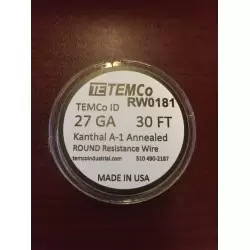 TE TEMCo
TEMCo ID RW0181
27 GA 30 FT
Kanthal A-1 Annealed
ROUND Resistance Wire
temcoindustrial.com 510 490-2187
MADE IN USA